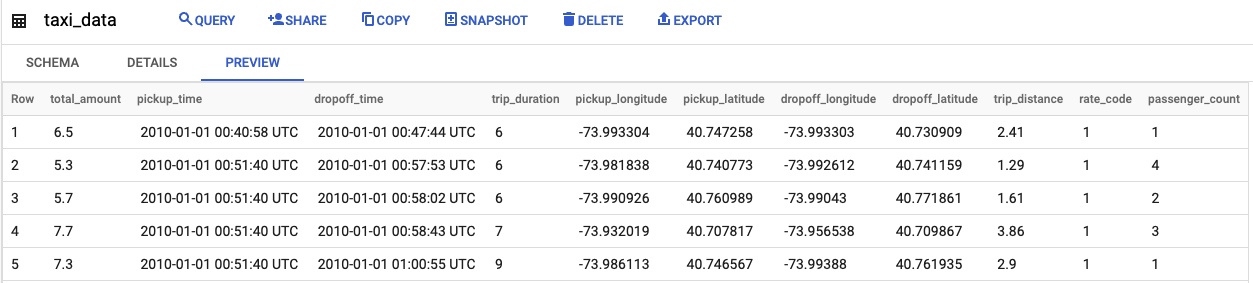 taxi_data QUERY SHARE COPY SNAPSHOT DELETE EXPORT
SCHEMA DETAILS PREVIEW
Row total_amount pickup_time dropoff_time trip_duration pickup_longitude pickup_latitude dropoff_longitude dropoff_latitude trip_distance rate_code passenger_count
1 6.5 2010-01-01 00:40:58 UTC 2010-01-01 00:47:44 UTC 6 -73.993304 40.747258 -73.993303 40.730909 2.41 1 1
2 5.3 2010-01-01 00:51:40 UTC 2010-01-01 00:57:53 UTC 6 -73.981838 40.740773 -73.992612 40.741159 1.29 1 4
3 5.7 2010-01-01 00:51:40 UTC 2010-01-01 00:58:02 UTC 6 -73.990926 40.760989 -73.99043 40.771861 1.61 1 2
4 7.7 2010-01-01 00:51:40 UTC 2010-01-01 00:58:43 UTC 7 -73.932019 40.707817 -73.956538 40.709867 3.86 1 3
5 7.3 2010-01-01 00:51:40 UTC 2010-01-01 01:00:55 UTC 9 -73.986113 40.746567 -73.99388 40.761935 2.9 1 1